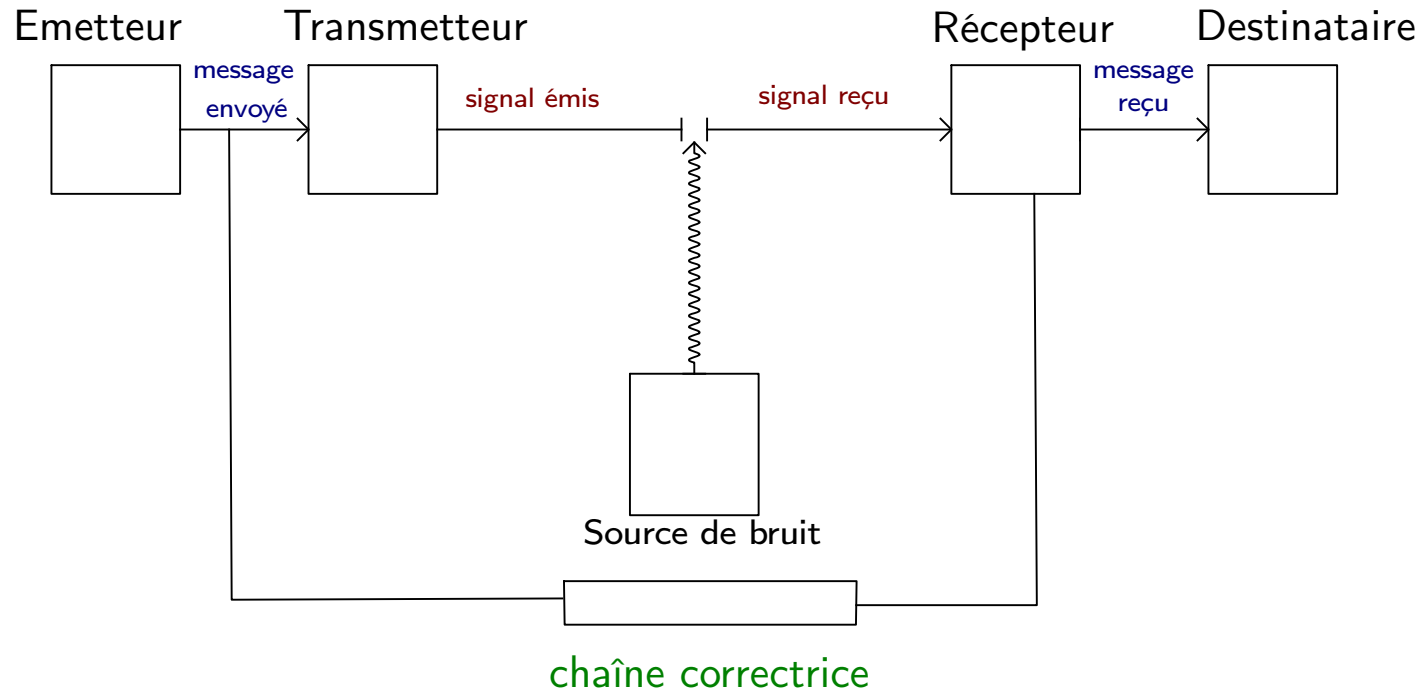 Emetteur
Transmetteur
Récepteur
Destinataire
message
envoyé
signal émis
signal reçu
message
reçu
Source de bruit
chaîne correctrice